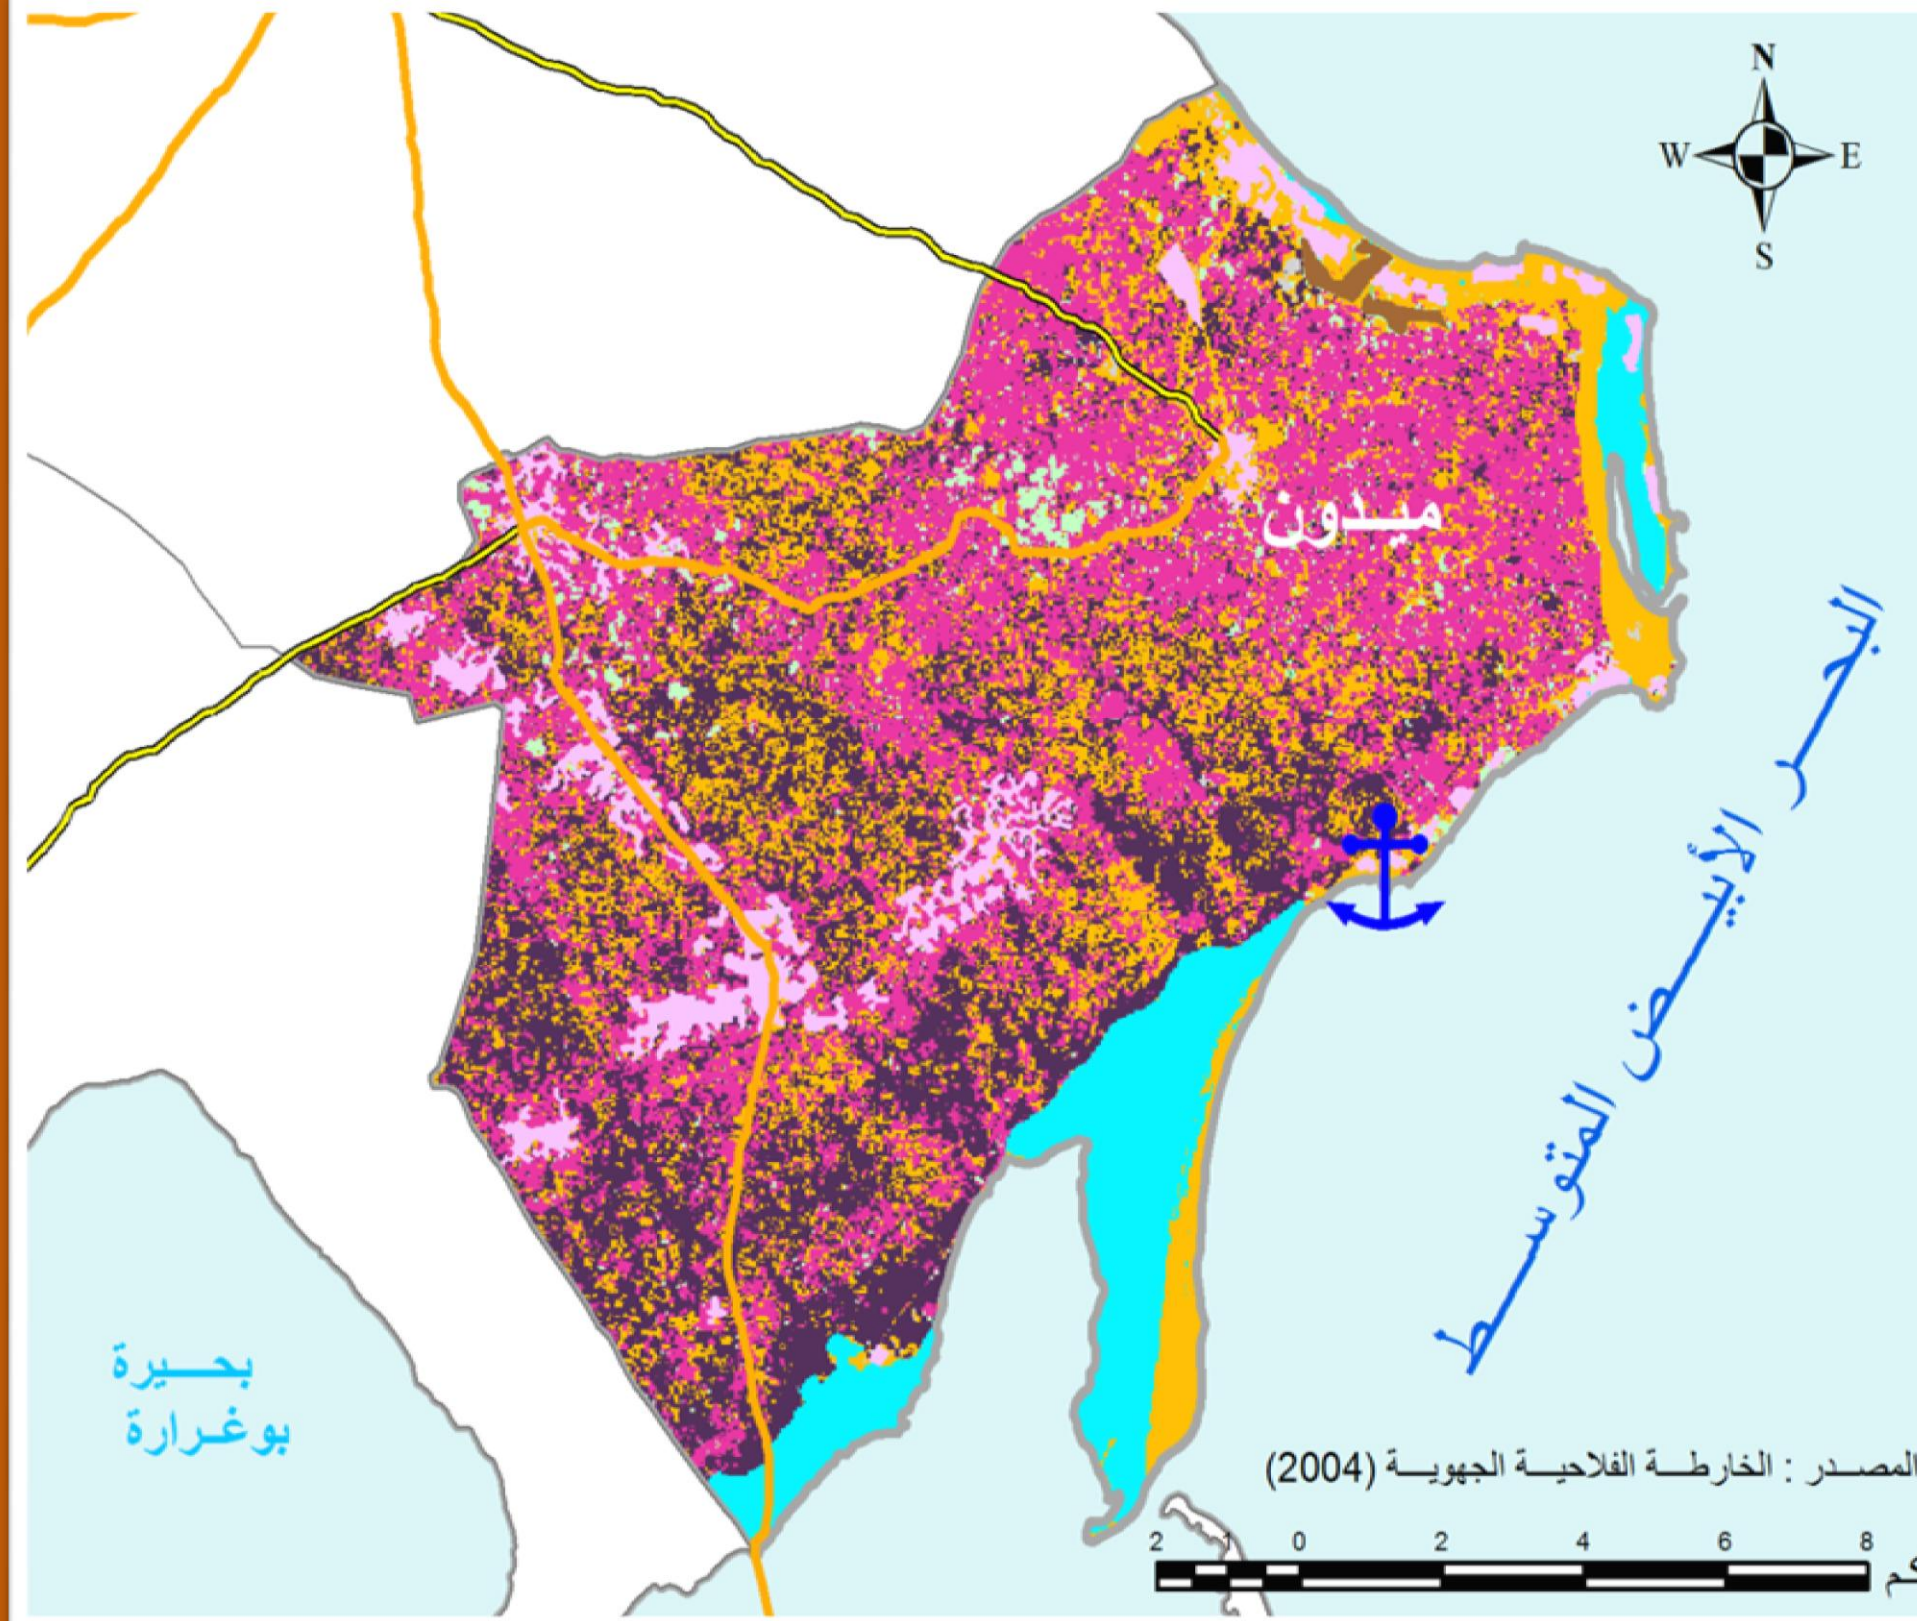 N
W E
S
ميدون
البحر الأبيض المتوسط
بحيرة
بوغرارة
المصدر : الخارطة الفلاحية الجهوية (2004)
2 1 0 2 4 6 8
كم